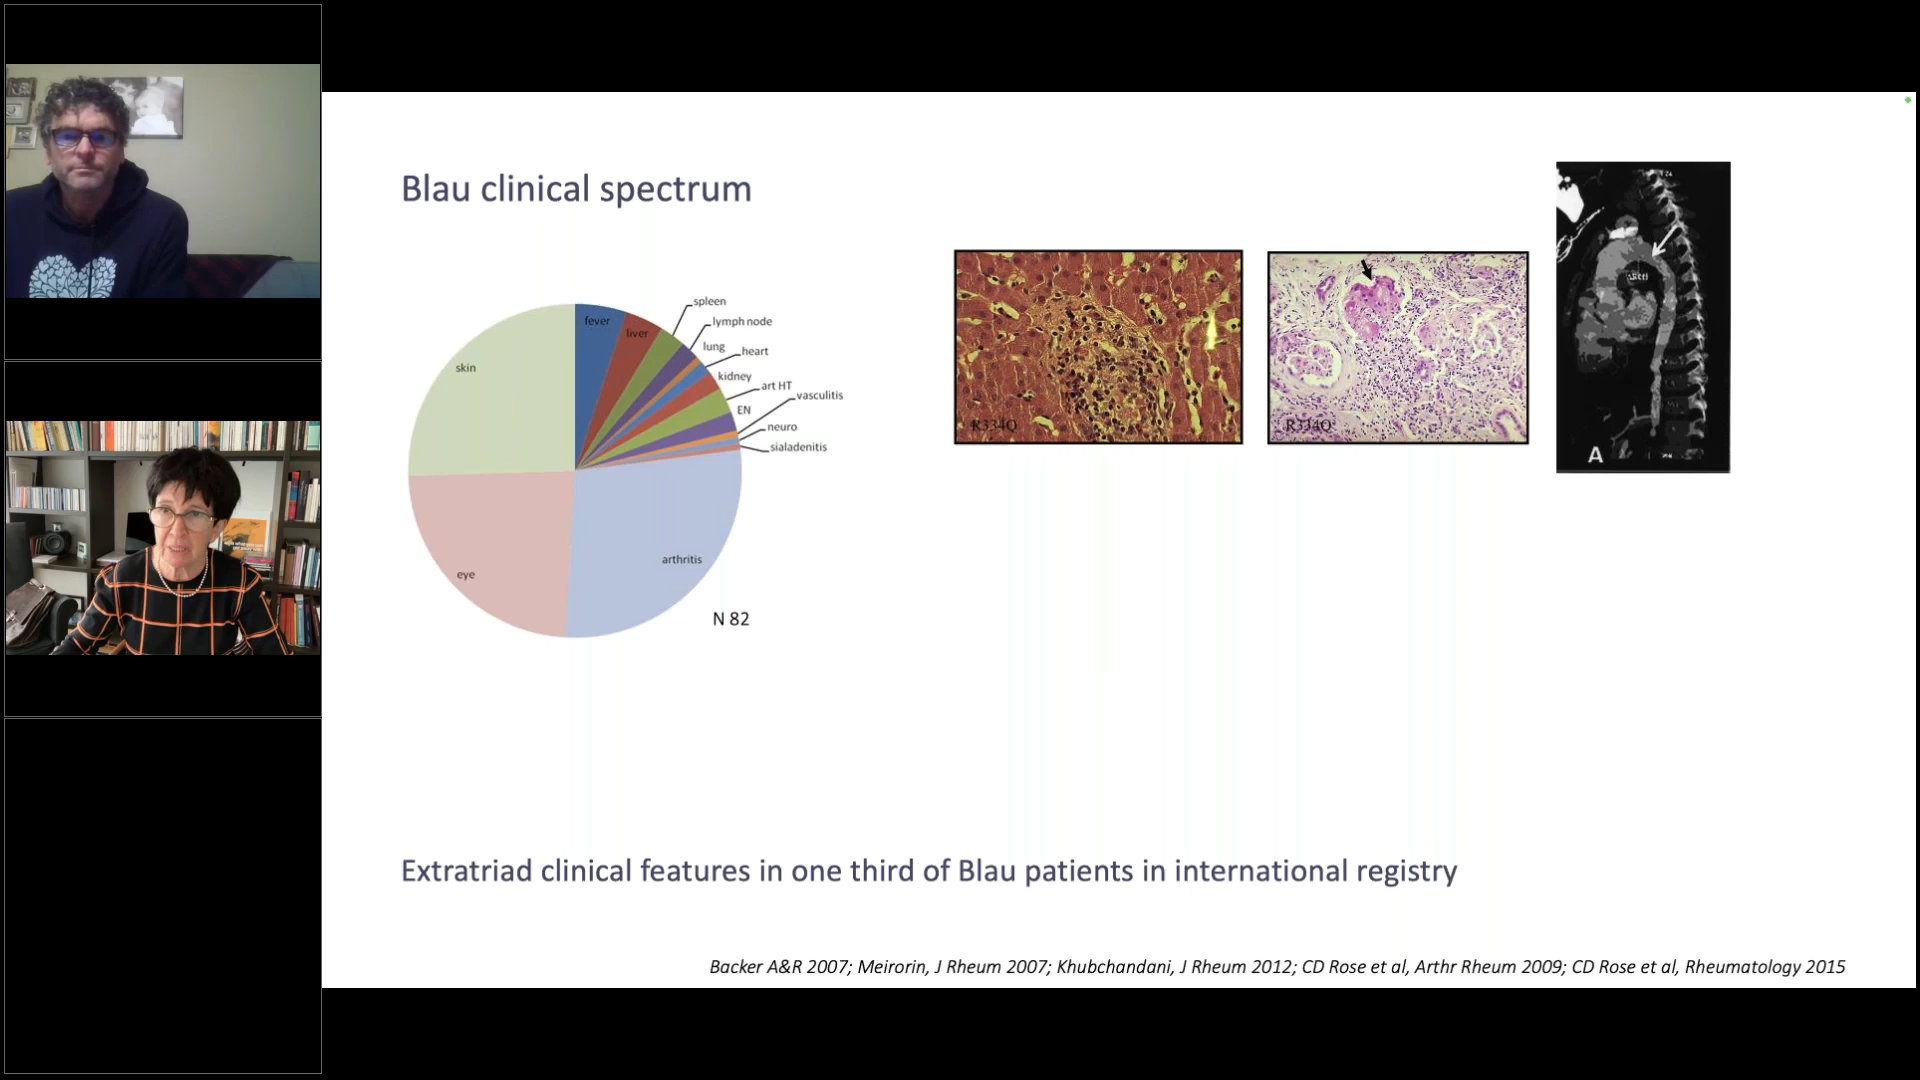 Blau clinical spectrum
fever
liver
spleen
lymph node
lung
heart
kidney
art HT
EN
vasculitis
neuro
sialadenitis
skin
eye
arthritis
N 82
R334Q
R334Q
A
Extratriad clinical features in one third of Blau patients in international registry
Backer A&R 2007; Meirorin, J Rheum 2007; Khubchandani, J Rheum 2012; CD Rose et al, Arthr Rheum 2009; CD Rose et al, Rheumatology 2015